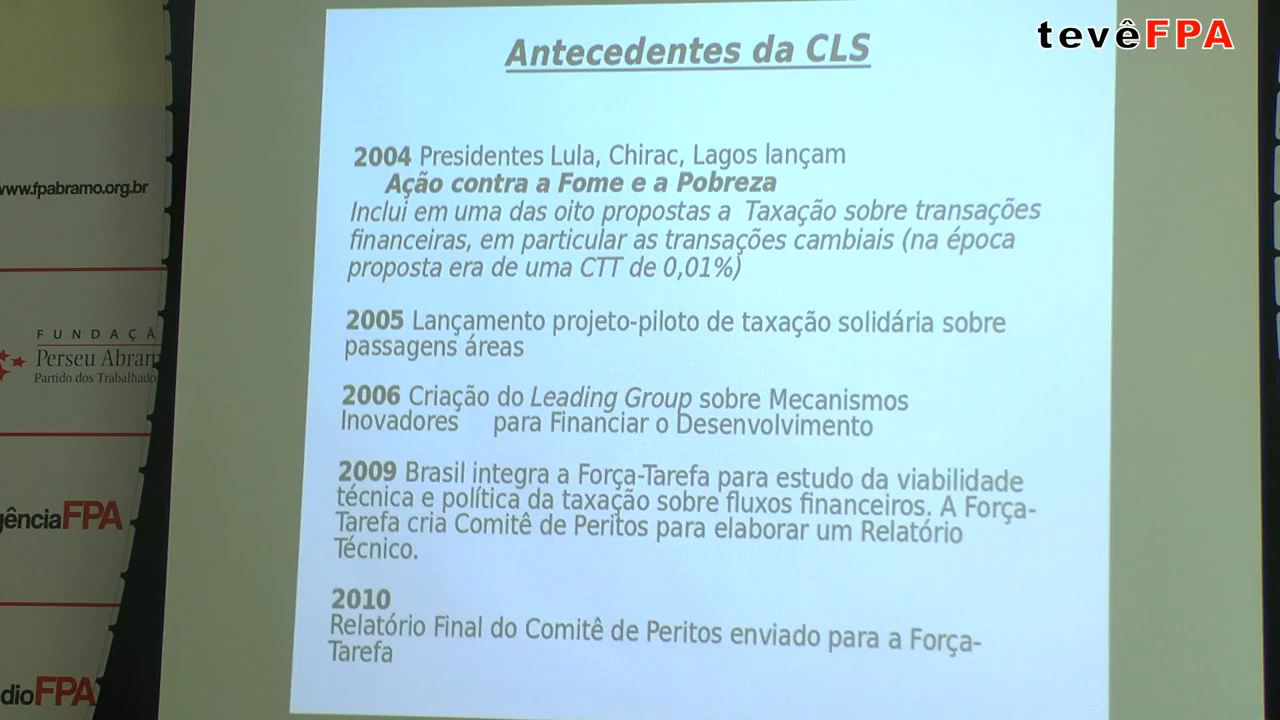 tevêFPA
Antecedentes da CLS
2004 Presidentes Lula, Chirac, Lagos lançam
Ação contra a Fome e a Pobreza
Inclui em uma das oito propostas a Taxação sobre transações
financeiras, em particular as transações cambiais (na época
proposta era de uma CTT de 0,01%)
2005 Lançamento projeto-piloto de taxação solidária sobre
passagens áreas
2006 Criação do Leading Group sobre Mecanismos
Inovadores para Financiar o Desenvolvimento
2009 Brasil integra a Força-Tarefa para estudo da viabilidade
técnica e política da taxação sobre fluxos financeiros. A Força-
Tarefa cria Comitê de Peritos para elaborar um Relatório
Técnico.
2010
Relatório Final do Comitê de Peritos enviado para a Força-
Tarefa
www.fpabramo.org.br
FUNDAÇÃ
Perseu Abram
Partido dos Trabalhado
gênciaFPA
dioFPA